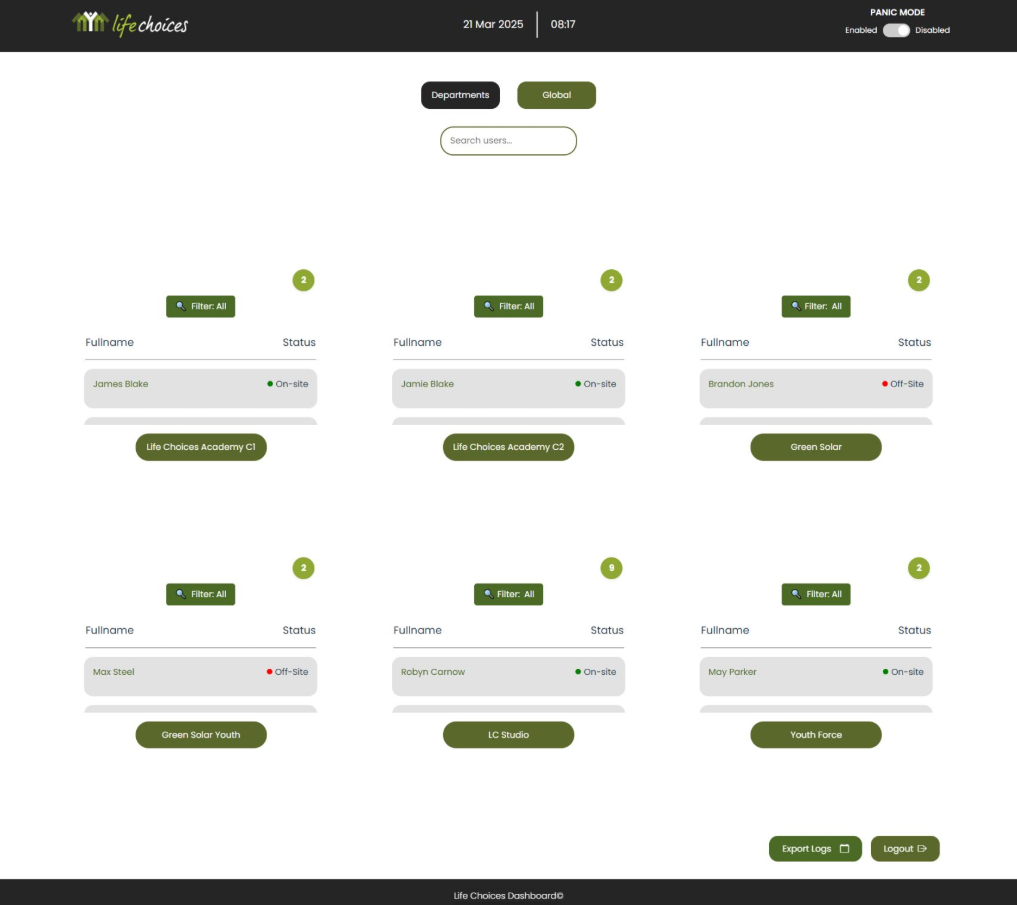 life choices
21 Mar 2025
08:17
PANIC MODE
Enabled Disabled
Departments
Global
Search users...
2
Filter: All
Fullname Status
James Blake On-site
Life Choices Academy C1
2
Filter: All
Fullname Status
Jamie Blake On-site
Life Choices Academy C2
2
Filter: All
Fullname Status
Brandon Jones Off-Site
Green Solar
2
Filter: All
Fullname Status
Max Steel Off-Site
Green Solar Youth
9
Filter: All
Fullname Status
Robyn Carnow On-site
LC Studio
2
Filter: All
Fullname Status
May Parker On-site
Youth Force
Export Logs
Logout
Life Choices Dashboard©